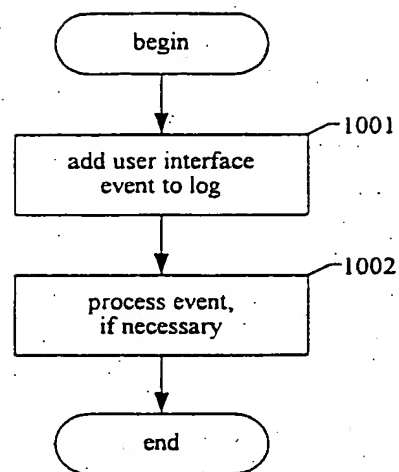 begin
1001
add user interface
event to log
1002
process event,
if necessary
end